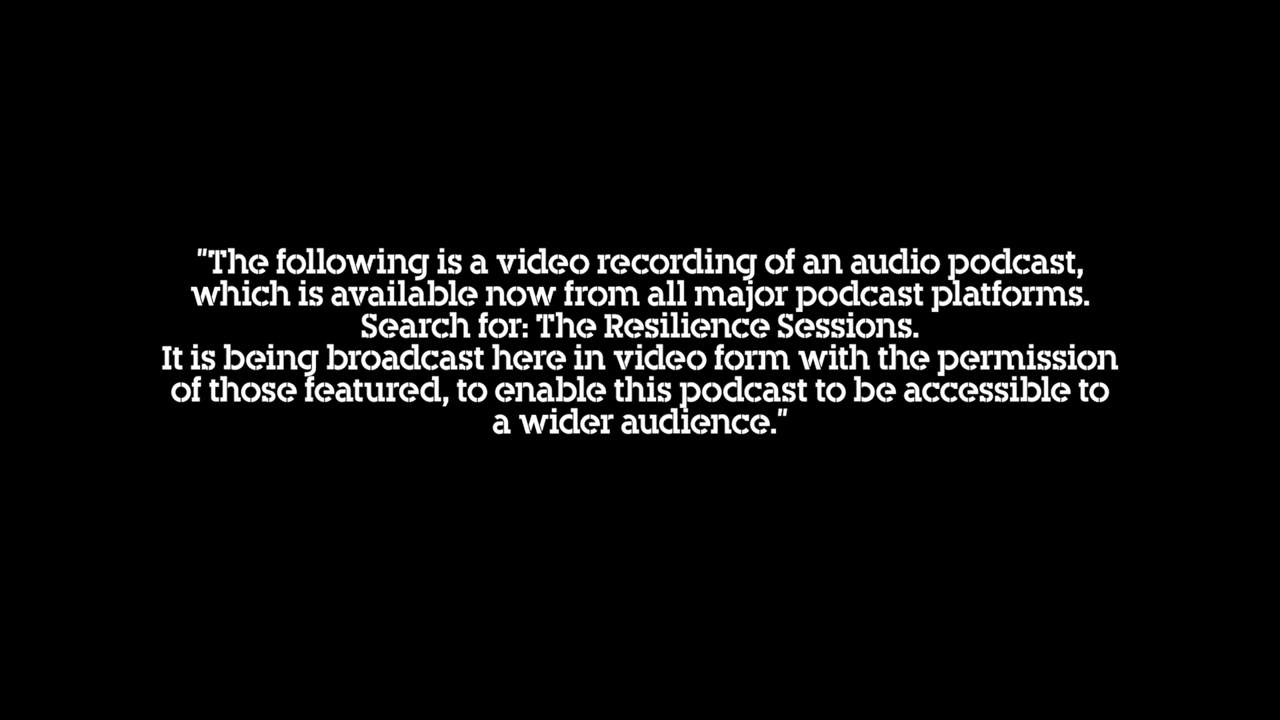 "The following is a video recording of an audio podcast,
which is available now from all major podcast platforms.
Search for: The Resilience Sessions.
It is being broadcast here in video form with the permission
of those featured, to enable this podcast to be accessible to
a wider audience."